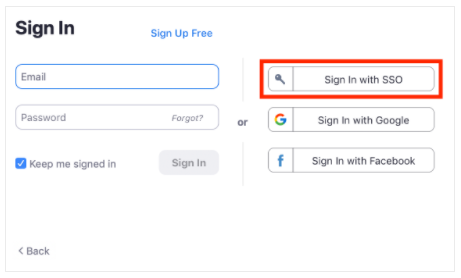 Sign In
Sign Up Free
Email
Password Forgot?
Keep me signed in
Sign In
or
Sign In with SSO
Sign In with Google
Sign In with Facebook
< Back